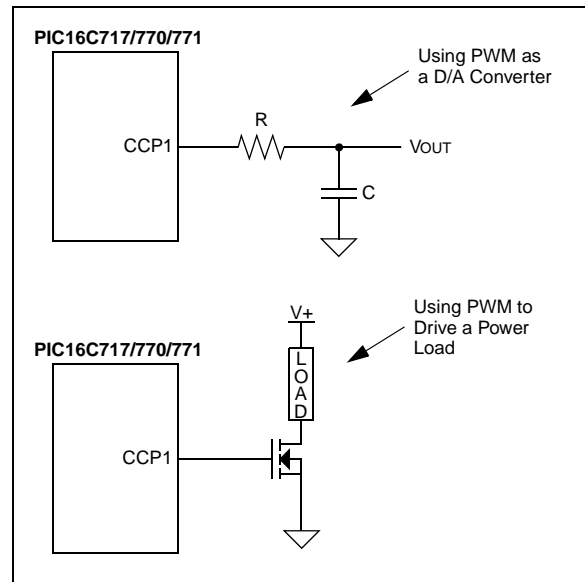 PIC16C717/770/771
Using PWM as
a D/A Converter
R
CCP1
VOUT
C
V+
Using PWM to
Drive a Power
Load
PIC16C717/770/771
LOAD
CCP1